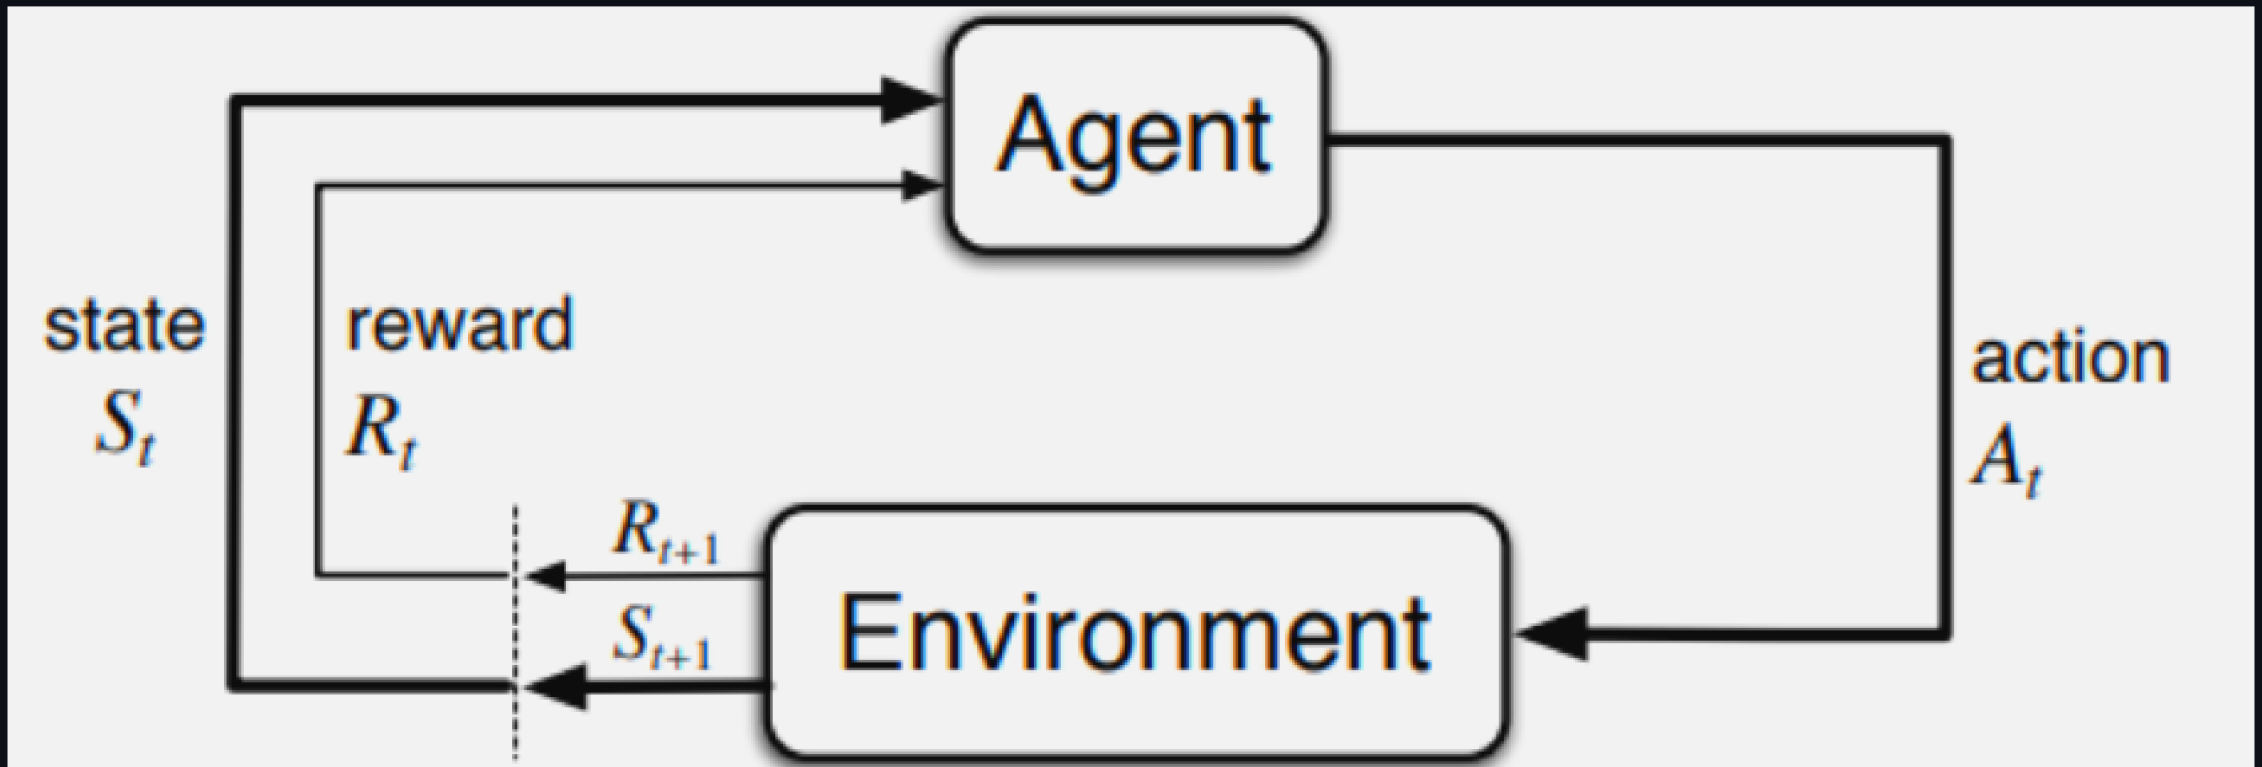 Agent
state
S_t
reward
R_t
action
A_t
R_{t+1}
S_{t+1}
Environment